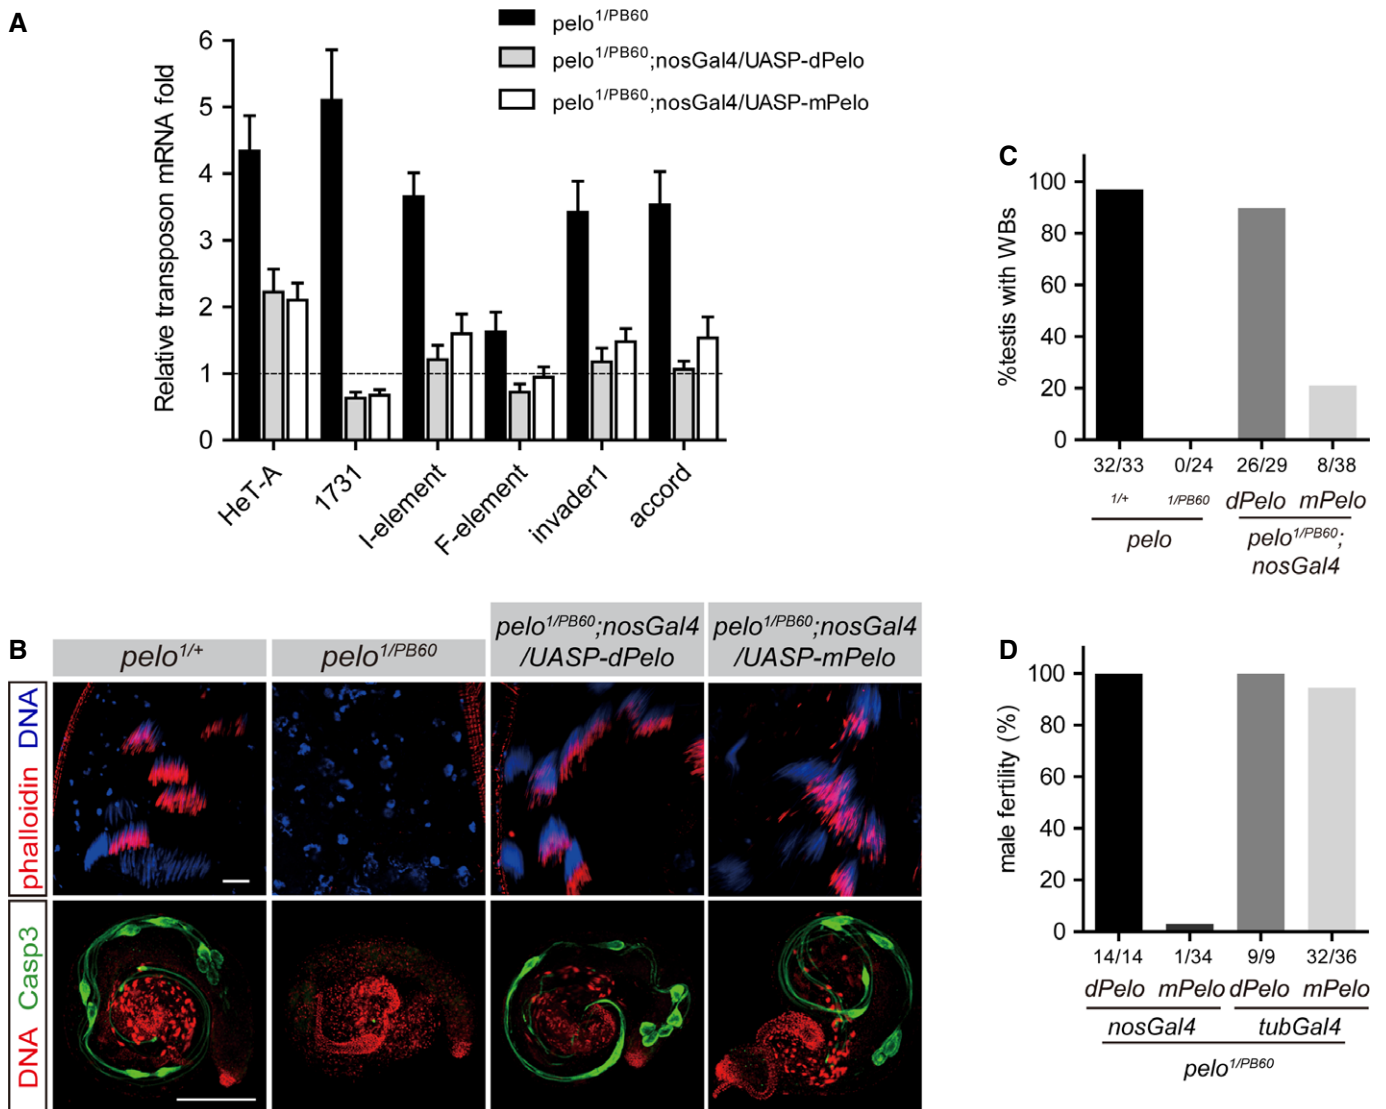 A
pelo1/PB60
pelo1/PB60;nosGal4/UASP-dPelo
pelo1/PB60;nosGal4/UASP-mPelo
Relative transposon mRNA fold
6
5
4
3
2
1
0
HeT-A
1731
I-element
F-element
invader1
accord
B
pelo1/+
pelo1/PB60
pelo1/PB60;nosGal4
/UASP-dPelo
pelo1/PB60;nosGal4
/UASP-mPelo
phalloidin DNA
DNA Casp3
C
%testis with WBs
100
80
60
40
20
0
32/33 0/24 26/29 8/38
1/+ 1/PB60 dPelo mPelo
pelo
pelo1/PB60;
nosGal4
D
male fertility (%)
100
80
60
40
20
0
14/14 1/34 9/9 32/36
dPelo mPelo dPelo mPelo
nosGal4 tubGal4
pelo1/PB60